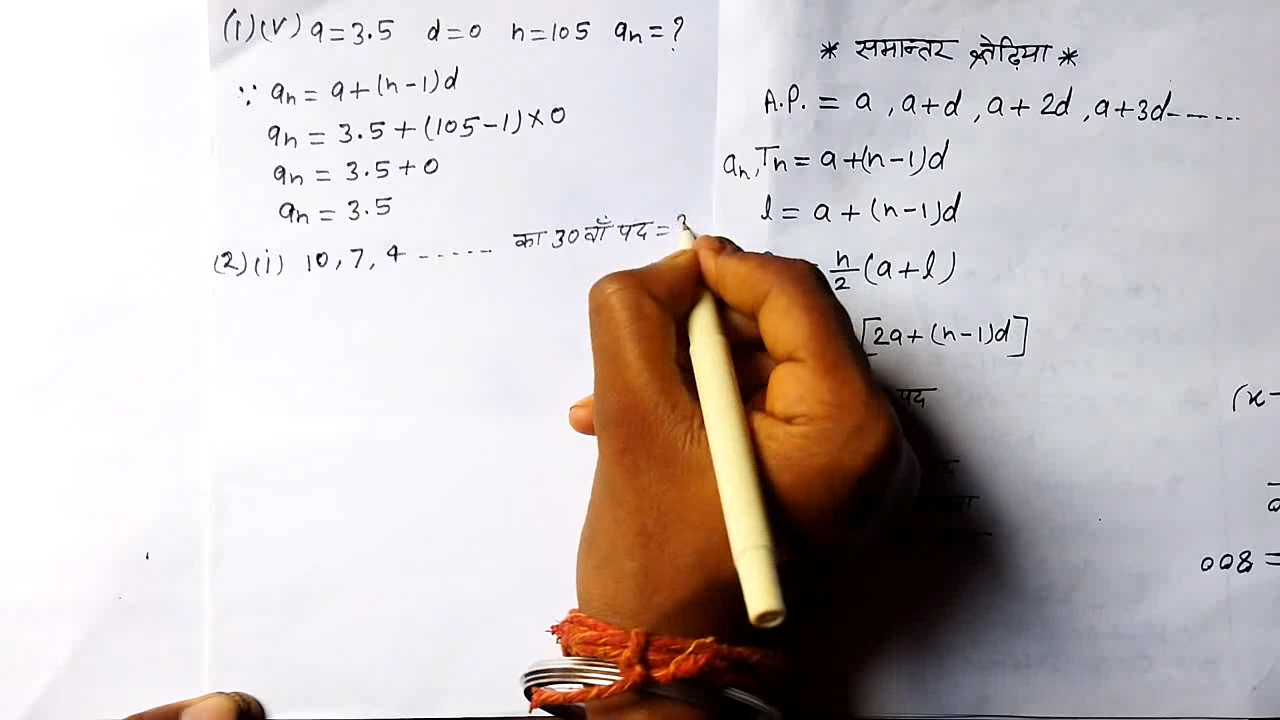 (1)(V) a=3.5 d=0 n=105 an=?
∵ an = a+(n-1)d
an = 3.5+(105-1)×0
an = 3.5+0
an = 3.5
(2)(i) 10,7,4 ------ का 30वाँ पद =
* समान्तर श्रेढ़िया *
A.P. = a , a+d , a+2d , a+3d-----
an,Tn = a+(n-1)d
l = a+(n-1)d
n/2 (a+l)
[2a+(n-1)d]
पद
(x-
008 =